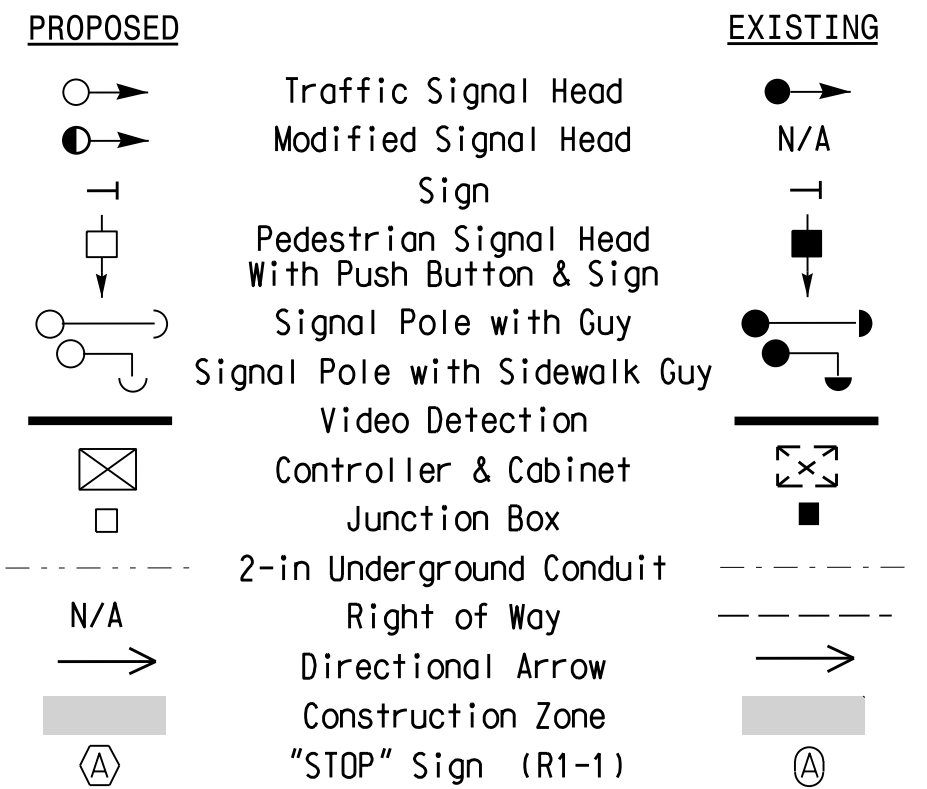 PROPOSED EXISTING
Traffic Signal Head
Modified Signal Head N/A
Sign
Pedestrian Signal Head
With Push Button & Sign
Signal Pole with Guy
Signal Pole with Sidewalk Guy
Video Detection
Controller & Cabinet
Junction Box
2-in Underground Conduit
N/A Right of Way
Directional Arrow
Construction Zone
A "STOP" Sign (R1-1) A